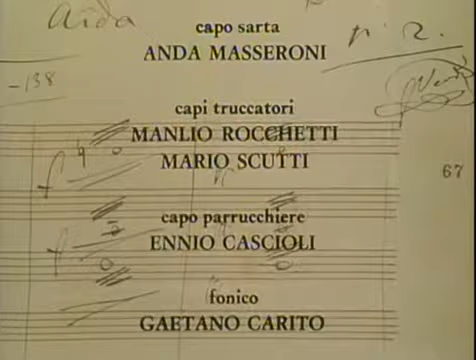 Aida
n° 2.
Verdi
-138
67
capo sarta
ANDA MASSERONI
capi truccatori
MANLIO ROCCHETTI
MARIO SCUTTI
capo parrucchiere
ENNIO CASCIOLI
fonico
GAETANO CARITO